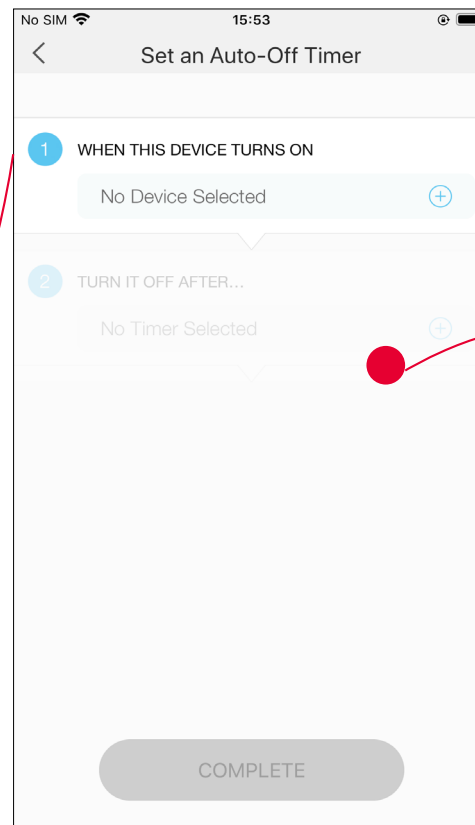 No SIM 15:53
Set an Auto-Off Timer
1 WHEN THIS DEVICE TURNS ON
No Device Selected
2 TURN IT OFF AFTER...
No Timer Selected
COMPLETE